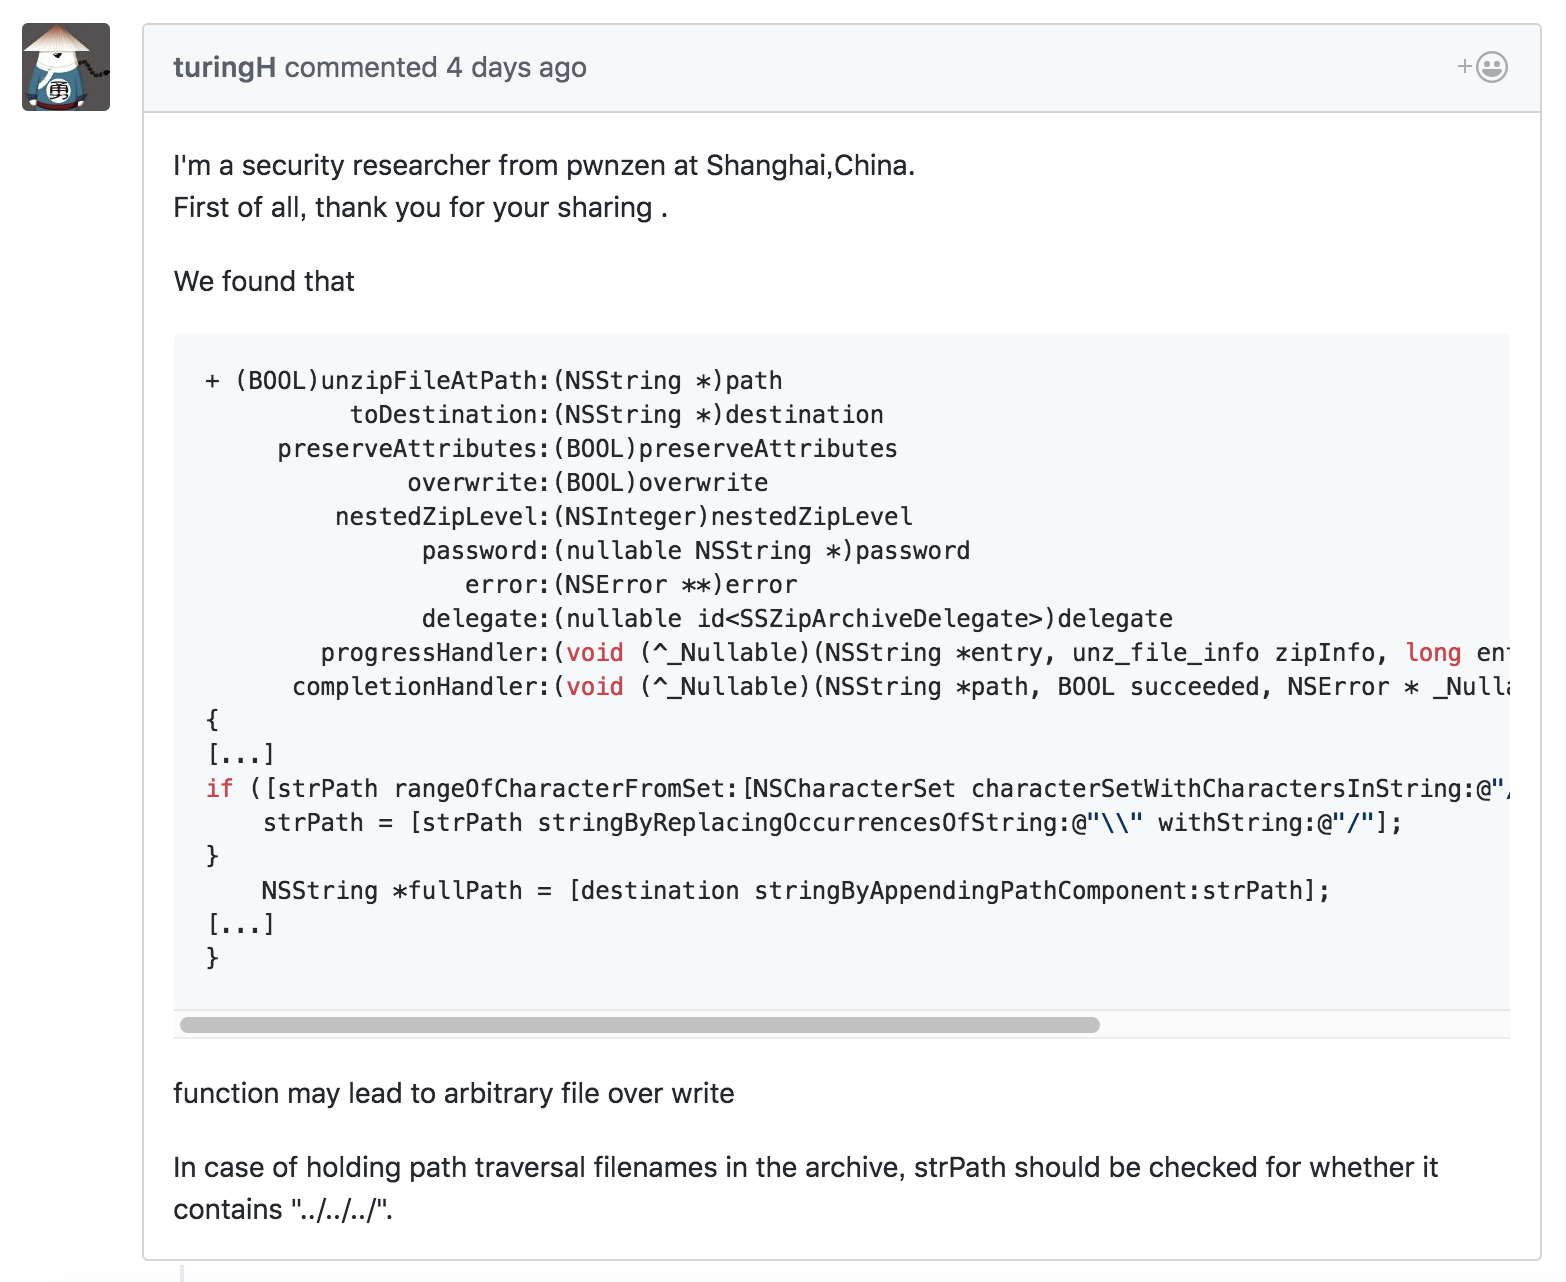 turingH commented 4 days ago
勇
I'm a security researcher from pwnzen at Shanghai,China.
First of all, thank you for your sharing .
We found that
+ (BOOL)unzipFileAtPath:(NSString *)path
toDestination:(NSString *)destination
preserveAttributes:(BOOL)preserveAttributes
overwrite:(BOOL)overwrite
nestedZipLevel:(NSInteger)nestedZipLevel
password:(nullable NSString *)password
error:(NSError **)error
delegate:(nullable id<SSZipArchiveDelegate>)delegate
progressHandler:(void (^_Nullable)(NSString *entry, unz_file_info zipInfo, long
completionHandler:(void (^_Nullable)(NSString *path, BOOL succeeded, NSError *
{
[...]
if ([strPath rangeOfCharacterFromSet:[NSCharacterSet characterSetWithCharactersInString:@"
strPath = [strPath stringByReplacingOccurrencesOfString:@"\\" withString:@"/"];
}
NSString *fullPath = [destination stringByAppendingPathComponent:strPath];
[...]
}
function may lead to arbitrary file over write
In case of holding path traversal filenames in the archive, strPath should be checked for whether it
contains "../../../".